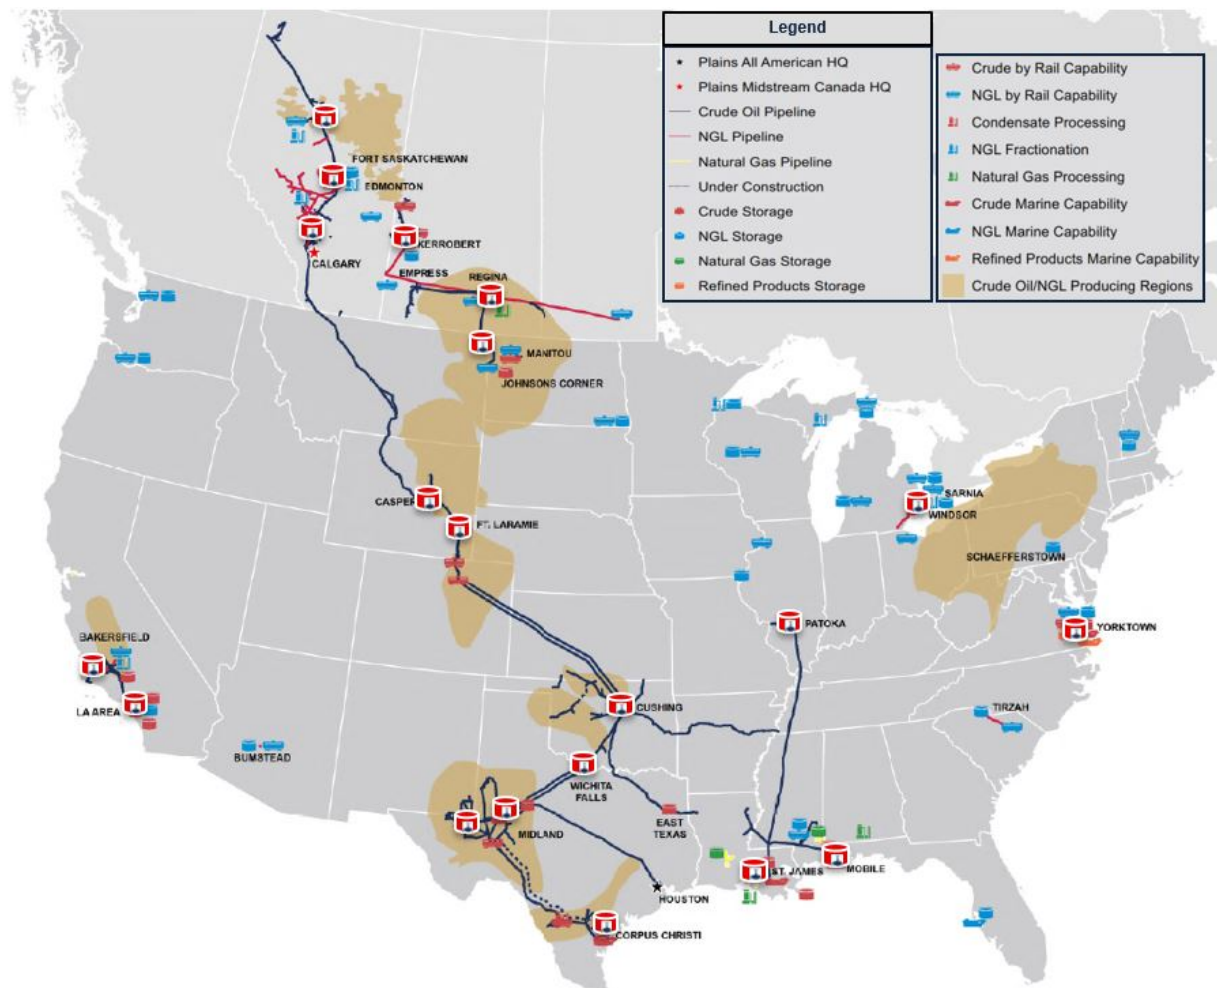 Legend
Plains All American HQ
Plains Midstream Canada HQ
Crude Oil Pipeline
NGL Pipeline
Natural Gas Pipeline
Under Construction
Crude Storage
NGL Storage
Natural Gas Storage
Refined Products Storage
Crude by Rail Capability
NGL by Rail Capability
Condensate Processing
NGL Fractionation
Natural Gas Processing
Crude Marine Capability
NGL Marine Capability
Refined Products Marine Capability
Crude Oil/NGL Producing Regions
FORT SASKATCHEWAN
EDMONTON
KERROBERT
CALGARY
EMPRESS
REGINA
MANITOU
JOHNSONS CORNER
CASPER
FT. LARAMIE
SARNIA
WINDSOR
SCHAEFFERSTOWN
PATOKA
YORKTOWN
BAKERSFIELD
LA AREA
CUSHING
TIRZAH
BUMSTEAD
WICHITA
FALLS
MIDLAND
EAST
TEXAS
ST. JAMES
MOBILE
HOUSTON
CORPUS CHRISTI